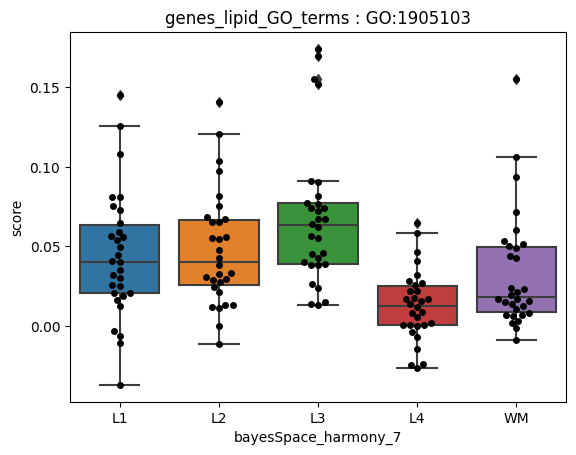 genes_lipid_GO_terms : GO:1905103
score
0.15
0.10
0.05
0.00
L1 L2 L3 L4 WM
bayesSpace_harmony_7